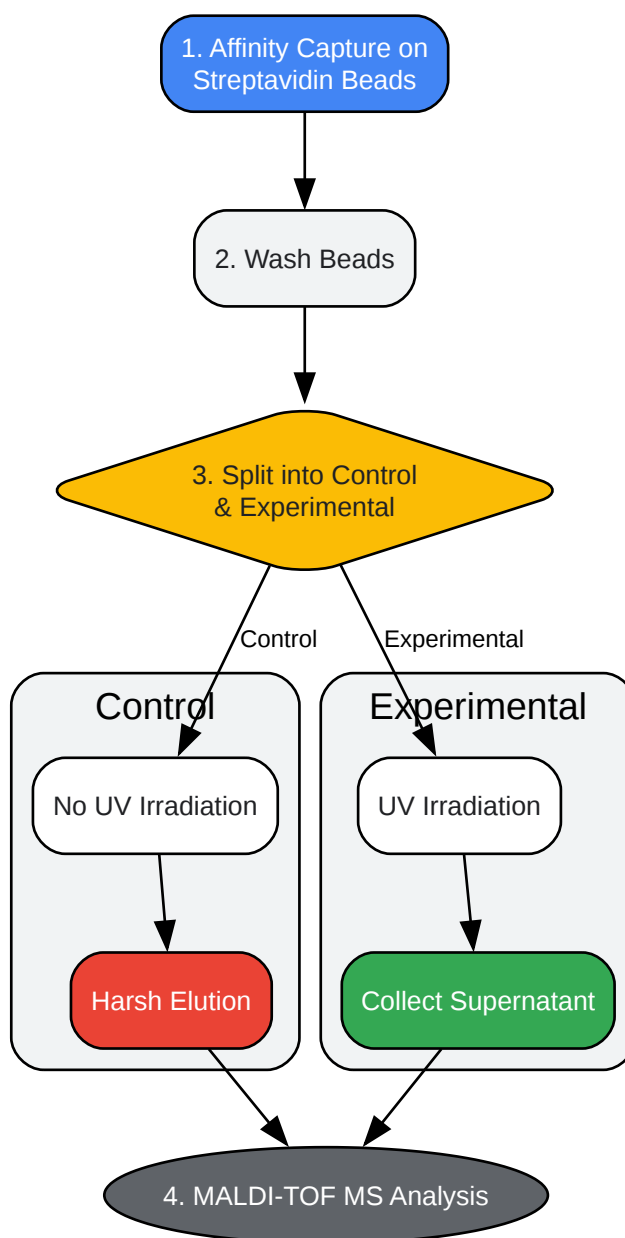 1. Affinity Capture on
Streptavidin Beads
2. Wash Beads
3. Split into Control
& Experimental
Control
Experimental
Control
Experimental
No UV Irradiation
UV Irradiation
Harsh Elution
Collect Supernatant
4. MALDI-TOF MS Analysis